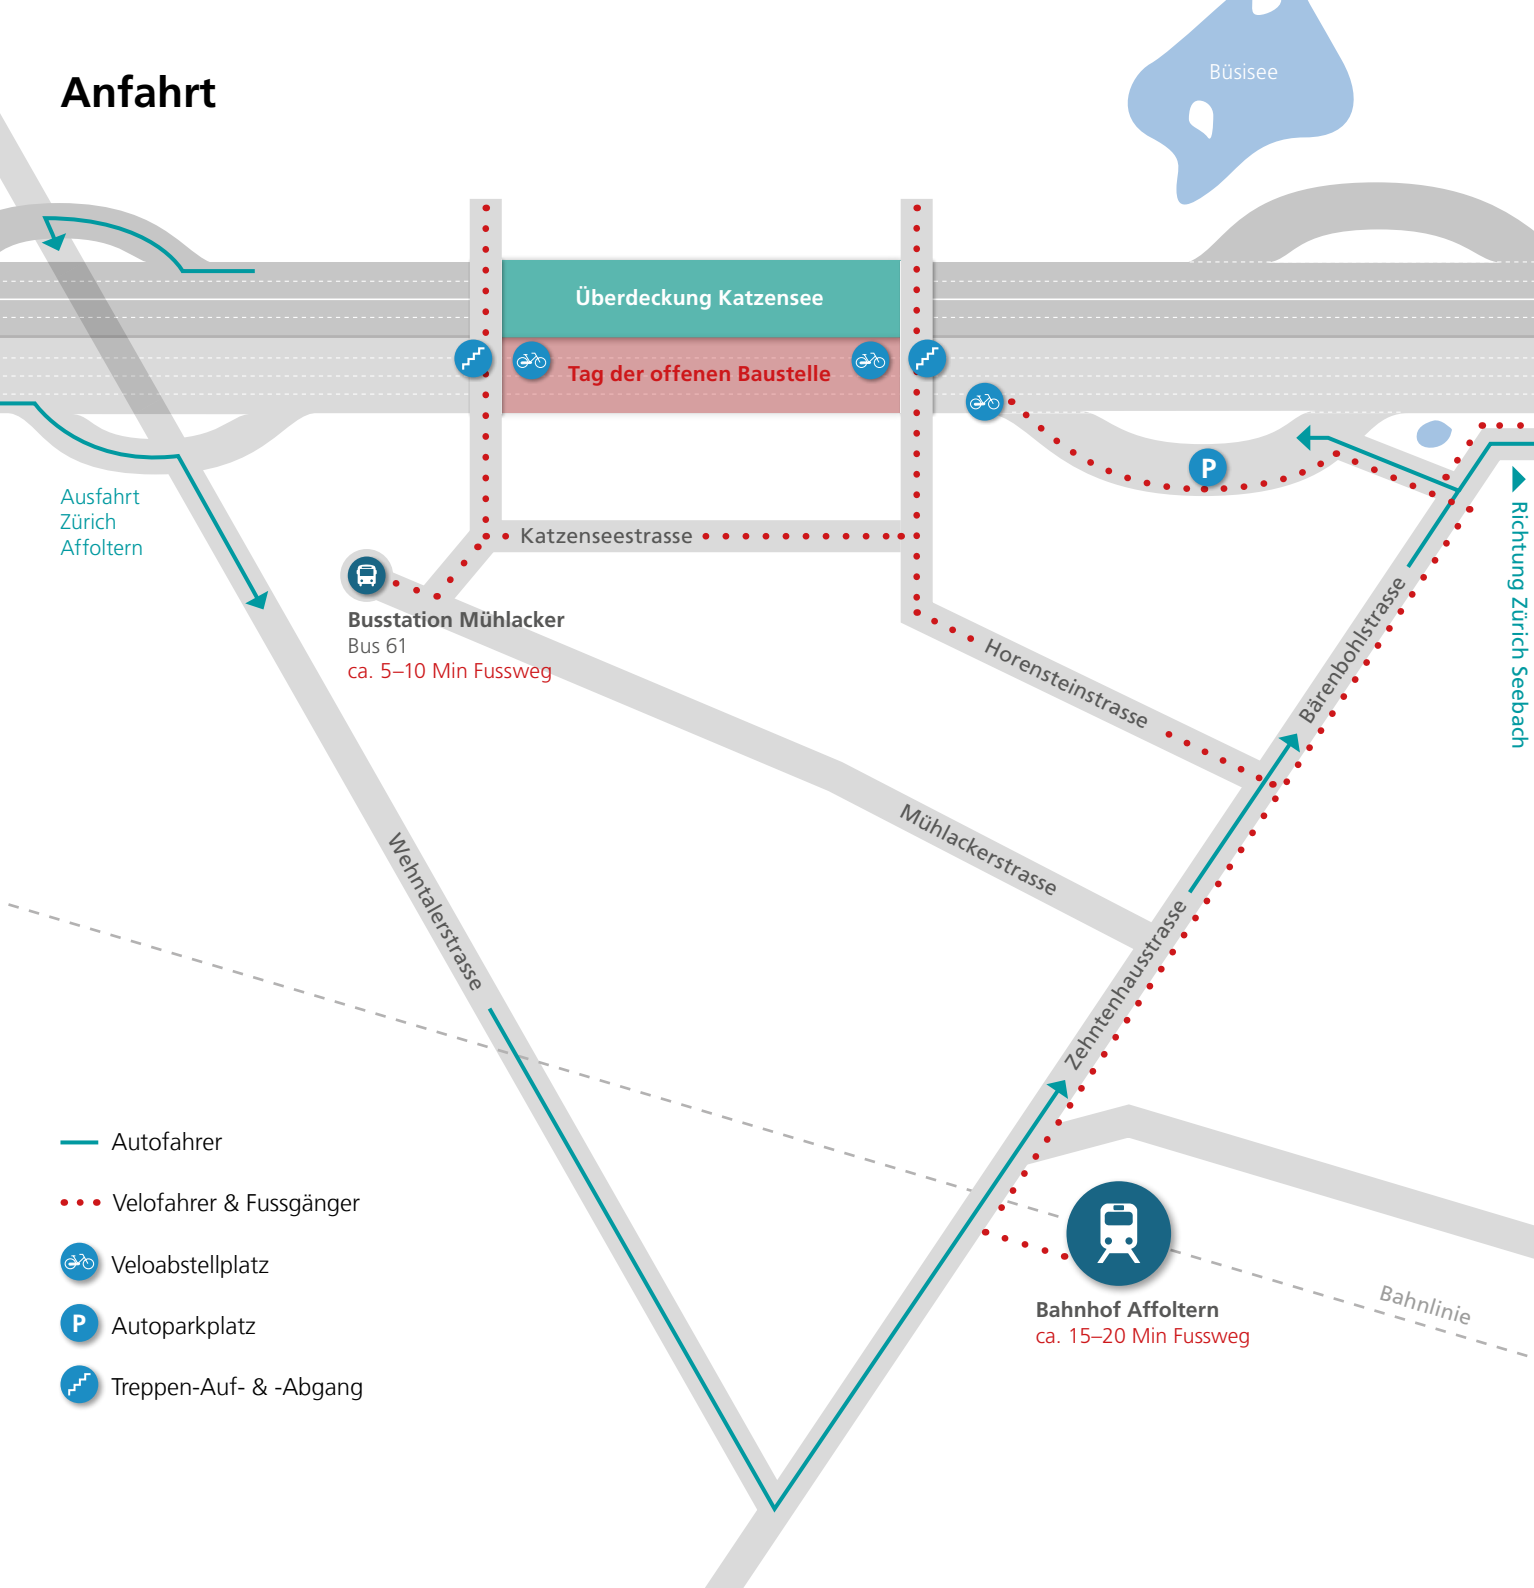 Anfahrt
Büsisee
Überdeckung Katzensee
Tag der offenen Baustelle
P
Ausfahrt
Zürich
Affoltern
Richtung Zürich Seebach
Katzenseestrasse
Busstation Mühlacker
Bus 61
ca. 5–10 Min Fussweg
Horensteinstrasse
Bärenbohlstrasse
Mühlackerstrasse
Wehntalerstrasse
Zehntenhausstrasse
Autofahrer
Velofahrer & Fussgänger
Veloabstellplatz
P Autoparkplatz
Treppen-Auf- & -Abgang
Bahnhof Affoltern
ca. 15–20 Min Fussweg
Bahnlinie